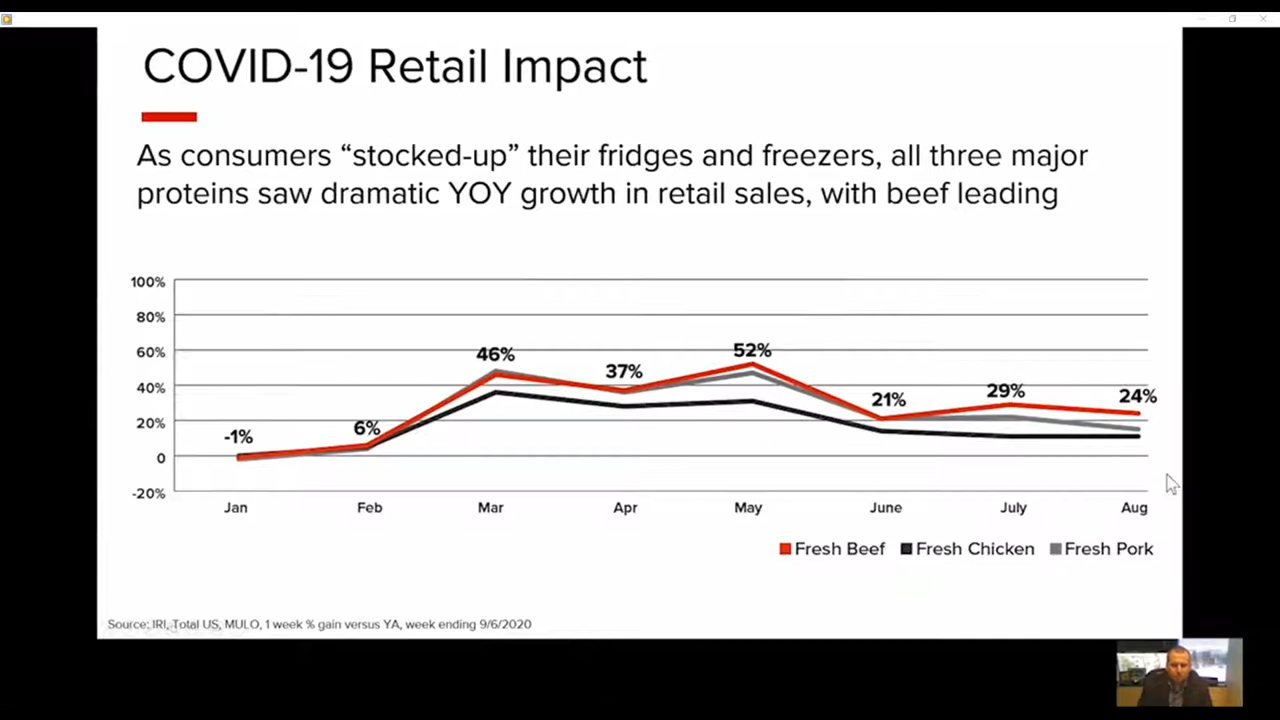 COVID-19 Retail Impact
As consumers “stocked-up” their fridges and freezers, all three major
proteins saw dramatic YOY growth in retail sales, with beef leading
100%
80%
60%
40%
20%
0
-20%
-1%
6%
46%
37%
52%
21%
29%
24%
Jan
Feb
Mar
Apr
May
June
July
Aug
Fresh Beef
Fresh Chicken
Fresh Pork
Source: IRI, Total US, MULO, 1 week % gain versus YA, week ending 9/6/2020